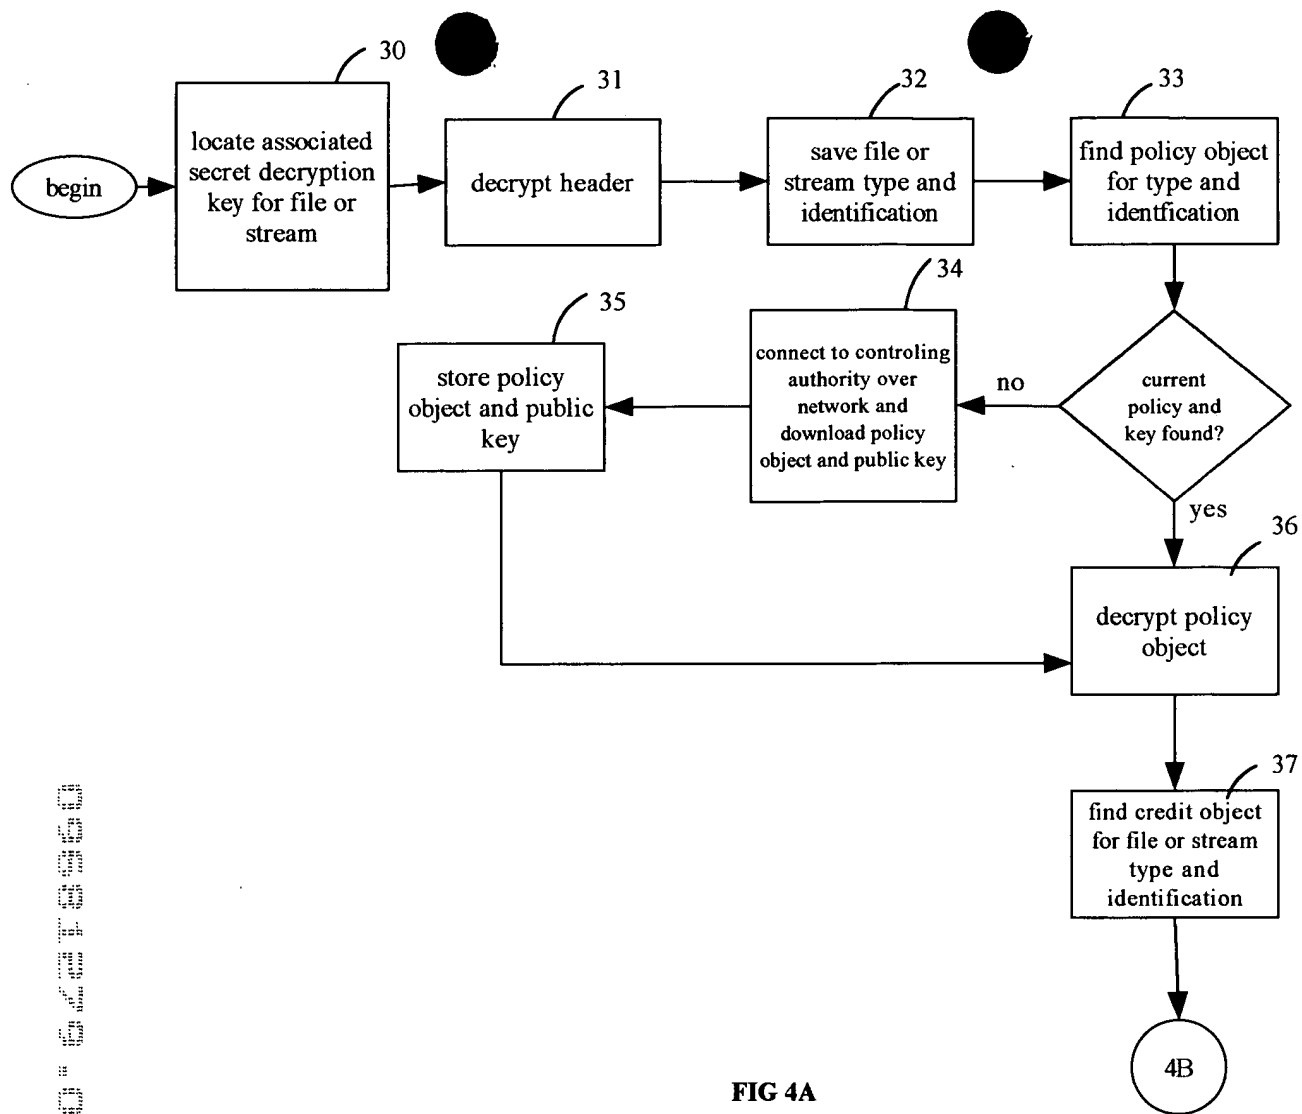 30
31
32
33
begin
locate associated
secret decryption
key for file or
stream
decrypt header
save file or
stream type and
identification
find policy object
for type and
identfication
34
35
connect to controling
authority over
network and
download policy
object and public key
store policy
object and public
key
no
current
policy and
key found?
yes
36
decrypt policy
object
37
find credit object
for file or stream
type and
identification
4B
FIG 4A